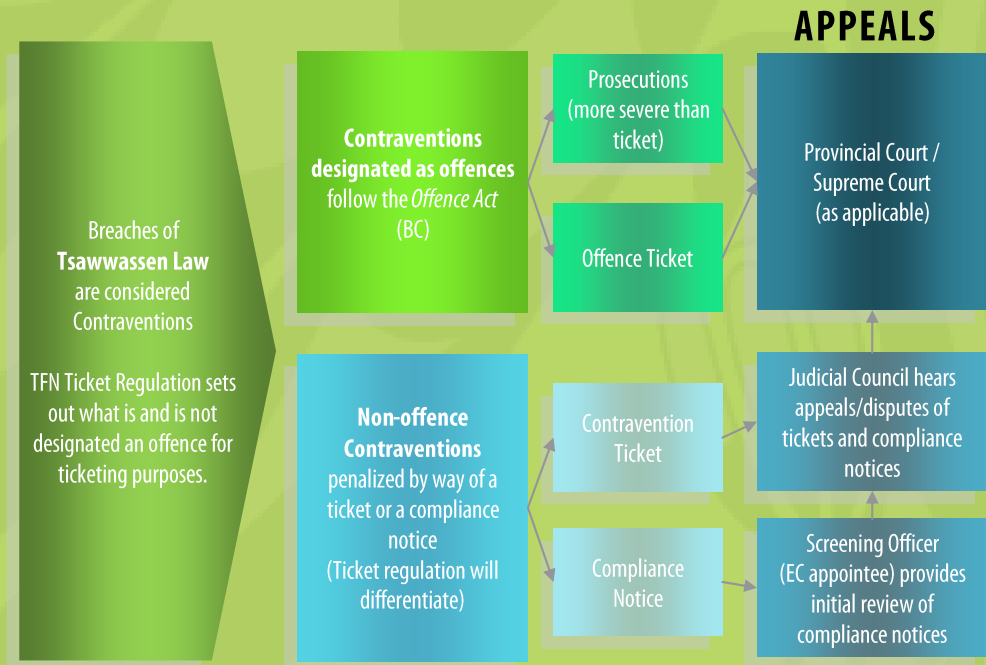 APPEALS
Breaches of
Tsawwassen Law
are considered
Contraventions
TFN Ticket Regulation sets
out what is and is not
designated an offence for
ticketing purposes.
Contraventions
designated as offences
follow the Offence Act
(BC)
Prosecutions
(more severe than
ticket)
Offence Ticket
Provincial Court /
Supreme Court
(as applicable)
Non-offence
Contraventions
penalized by way of a
ticket or a compliance
notice
(Ticket regulation will
differentiate)
Contravention
Ticket
Compliance
Notice
Judicial Council hears
appeals/disputes of
tickets and compliance
notices
Screening Officer
(EC appointee) provides
initial review of
compliance notices